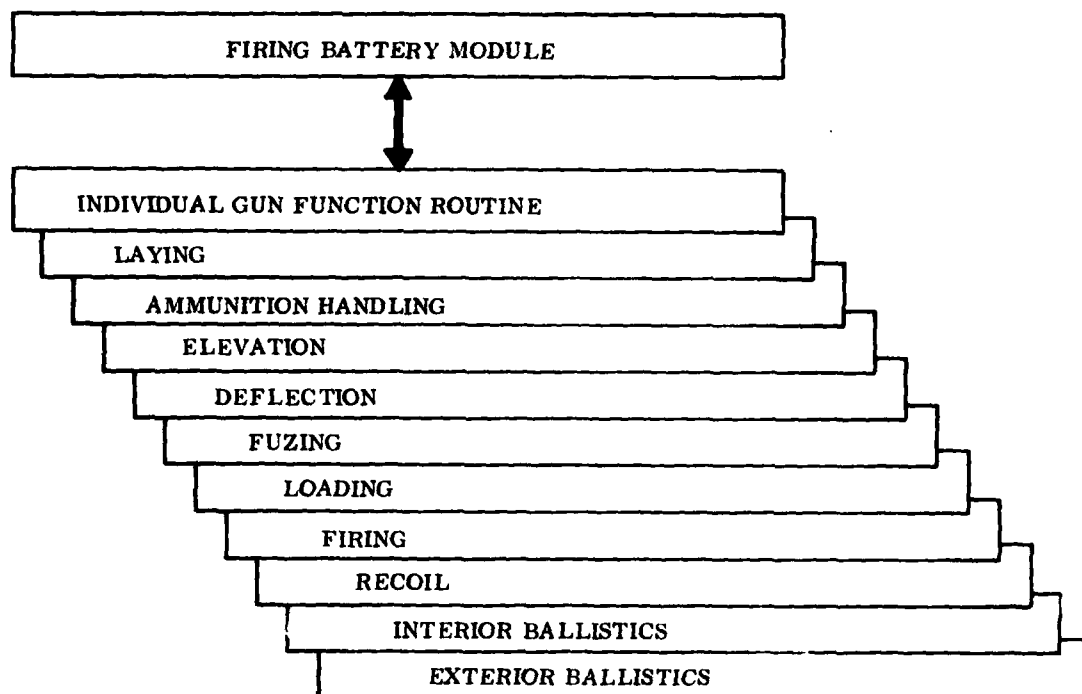 FIRING BATTERY MODULE
INDIVIDUAL GUN FUNCTION ROUTINE
LAYING
AMMUNITION HANDLING
ELEVATION
DEFLECTION
FUZING
LOADING
FIRING
RECOIL
INTERIOR BALLISTICS
EXTERIOR BALLISTICS